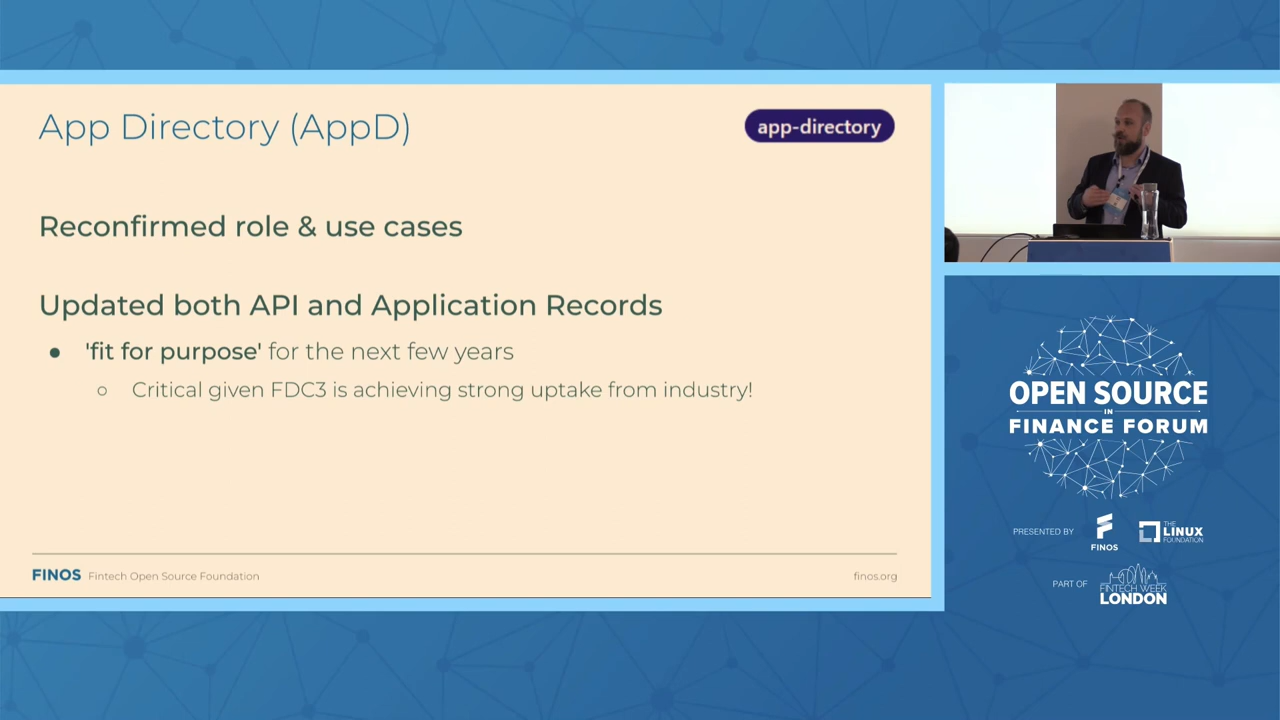 App Directory (AppD)
app-directory
Reconfirmed role & use cases
Updated both API and Application Records
● 'fit for purpose' for the next few years
○ Critical given FDC3 is achieving strong uptake from industry!
FINOS Fintech Open Source Foundation
finos.org
OPEN SOURCE
IN
FINANCE FORUM
PRESENTED BY
FINOS
THE
LINUX
FOUNDATION
PART OF
FINTECH WEEK
LONDON